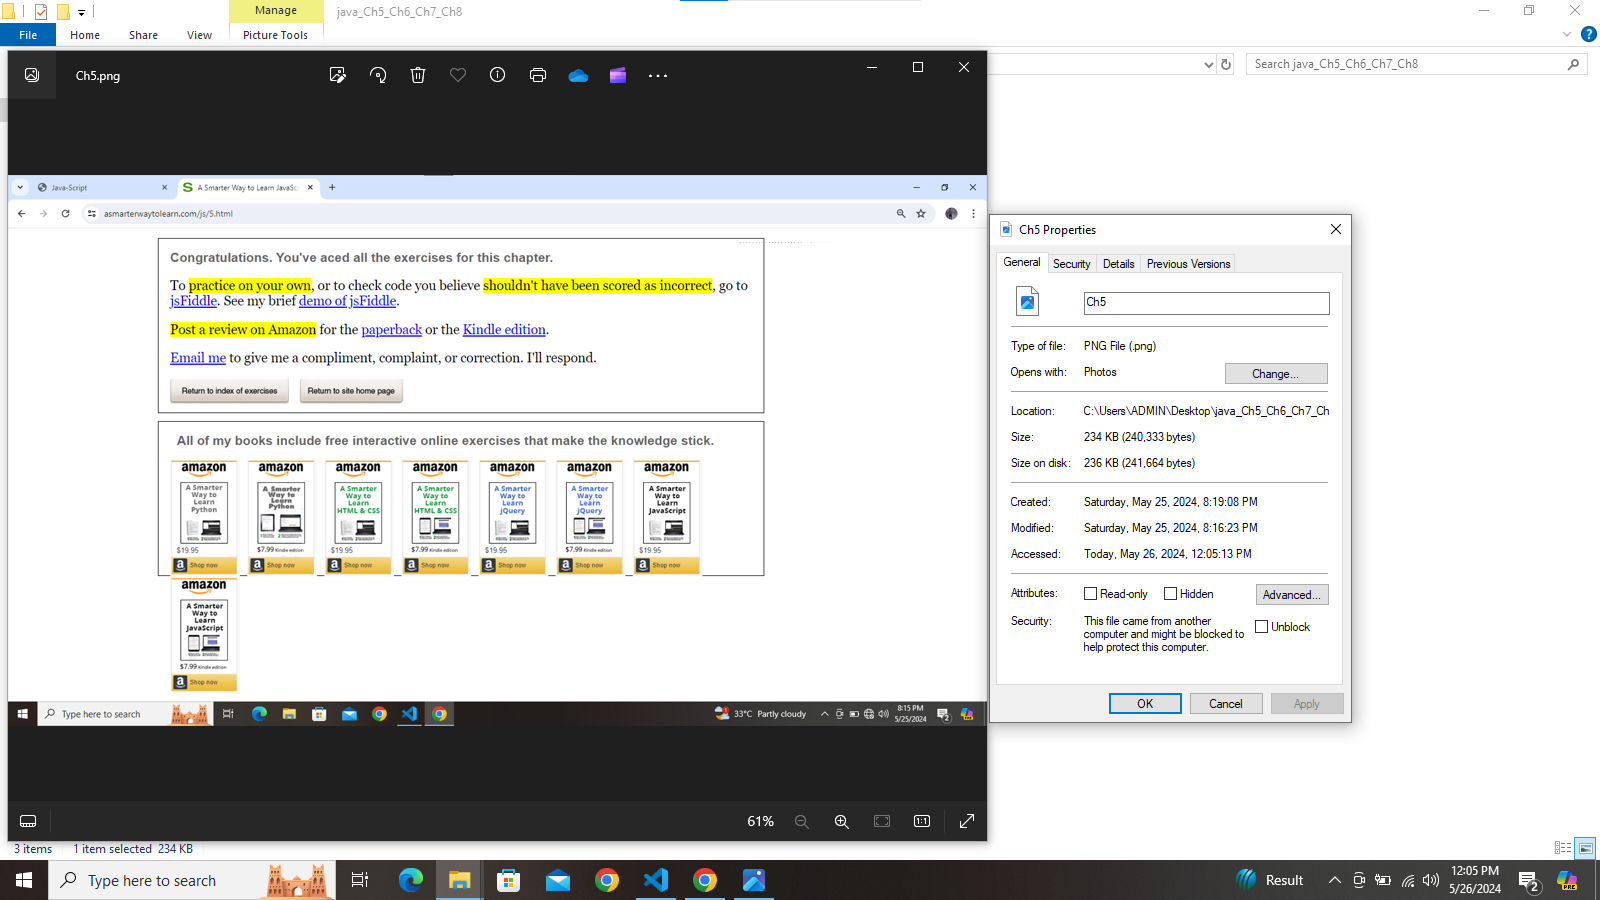 Manage
java_Ch5_Ch6_Ch7_Ch8
File
Home
Share
View
Picture Tools
?
Ch5.png
Search java_Ch5_Ch6_Ch7_Ch8
Java-Script
A Smarter Way to Learn JavaSc
asmarterwaytolearn.com/js/5.html
Congratulations. You've aced all the exercises for this chapter.
To practice on your own, or to check code you believe shouldn't have been scored as incorrect, go to
jsFiddle. See my brief demo of jsFiddle.
Post a review on Amazon for the paperback or the Kindle edition.
Email me to give me a compliment, complaint, or correction. I'll respond.
Return to index of exercises
Return to site home page
All of my books include free interactive online exercises that make the knowledge stick.
amazon
A Smarter
Way to
Learn
Python
$19.95
Shop now
amazon
A Smarter
Way to
Learn
Python
$7.99 Kindle edition
Shop now
amazon
A Smarter
Way to
Learn
HTML & CSS
$19.95
Shop now
amazon
A Smarter
Way to
Learn
HTML & CSS
$7.99 Kindle edition
Shop now
amazon
A Smarter
Way to
Learn
jQuery
$19.95
Shop now
amazon
A Smarter
Way to
Learn
jQuery
$7.99 Kindle edition
Shop now
amazon
A Smarter
Way to
Learn
JavaScript
$19.95
Shop now
amazon
A Smarter
Way to
Learn
JavaScript
$7.99 Kindle edition
Shop now
Type here to search
33°C Partly cloudy
8:15 PM
5/25/2024
2
61%
1:1
Ch5 Properties
General
Security
Details
Previous Versions
Ch5
Type of file: PNG File (.png)
Opens with: Photos
Change...
Location: C:\Users\ADMIN\Desktop\java_Ch5_Ch6_Ch7_Ch
Size: 234 KB (240,333 bytes)
Size on disk: 236 KB (241,664 bytes)
Created: Saturday, May 25, 2024, 8:19:08 PM
Modified: Saturday, May 25, 2024, 8:16:23 PM
Accessed: Today, May 26, 2024, 12:05:13 PM
Attributes: Read-only Hidden Advanced...
Security: This file came from another
computer and might be blocked to
help protect this computer.
Unblock
OK
Cancel
Apply
3 items
1 item selected 234 KB
Type here to search
Result
12:05 PM
5/26/2024
2
PRE